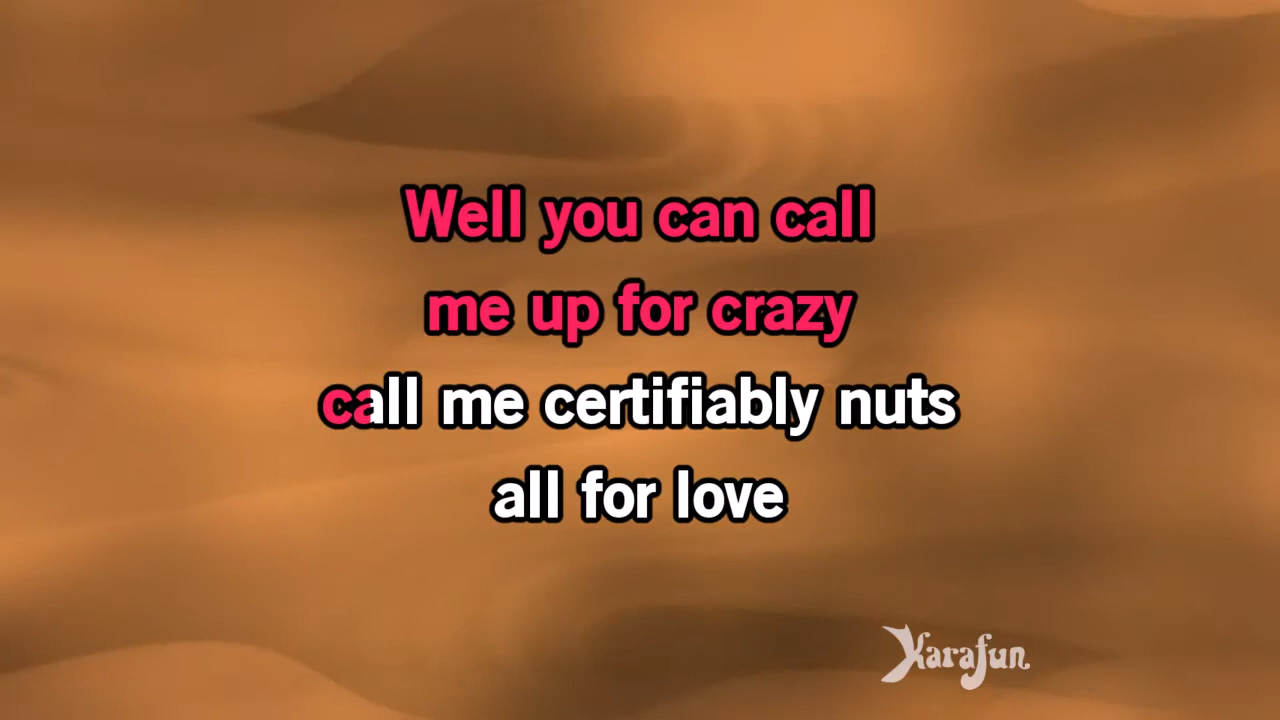 Well you can call
me up for crazy
call me certifiably nuts
all for love
Karafun